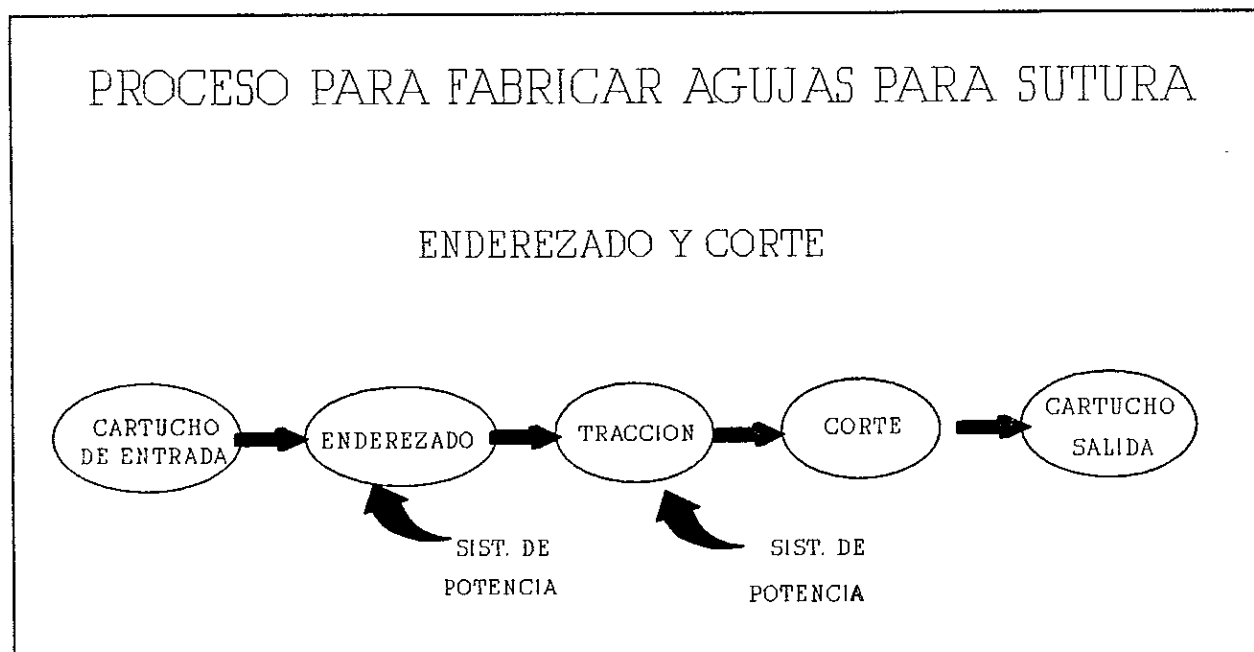 PROCESO PARA FABRICAR AGUJAS PARA SUTURA
ENDEREZADO Y CORTE
CARTUCHO
DE ENTRADA
ENDEREZADO
TRACCION
CORTE
CARTUCHO
SALIDA
SIST. DE
POTENCIA
SIST. DE
POTENCIA